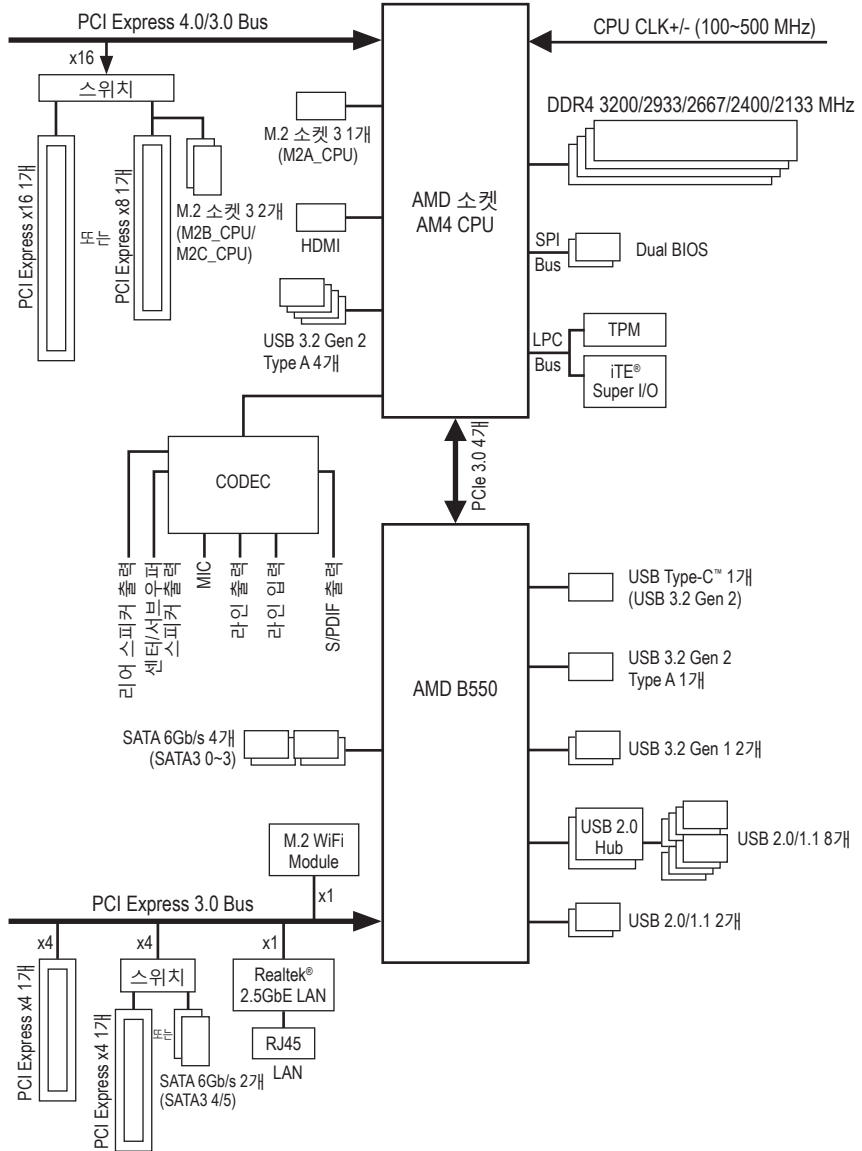 PCI Express 4.0/3.0 Bus
CPU CLK+/- (100~500 MHz)
x16
스위치
PCI Express x16 1개
또는
PCI Express x8 1개
M.2 소켓 3 2개
(M2B_CPU/
M2C_CPU)
M.2 소켓 3 1개
(M2A_CPU)
HDMI
USB 3.2 Gen 2
Type A 4개
AMD 소켓
AM4 CPU
DDR4 3200/2933/2667/2400/2133 MHz
SPI
Bus
Dual BIOS
LPC
Bus
TPM
iTE®
Super I/O
PCIe 3.0 4개
CODEC
리어 스피커 출력
센터/서브우퍼
스피커 출력
MIC
라인 출력
라인 입력
S/PDIF 출력
AMD B550
USB Type-C™ 1개
(USB 3.2 Gen 2)
USB 3.2 Gen 2
Type A 1개
SATA 6Gb/s 4개
(SATA3 0~3)
USB 3.2 Gen 1 2개
USB 2.0
Hub
USB 2.0/1.1 8개
USB 2.0/1.1 2개
M.2 WiFi
Module
x1
PCI Express 3.0 Bus
x4
x4
x1
PCI Express x4 1개
스위치
PCI Express x4 1개
또는
SATA 6Gb/s 2개
(SATA3 4/5)
Realtek®
2.5GbE LAN
RJ45
LAN